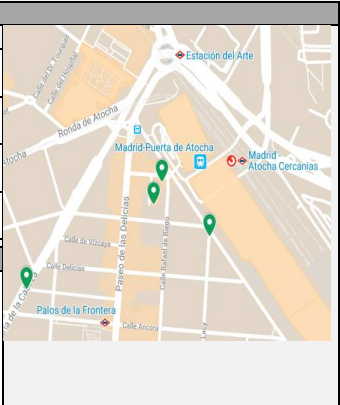 Estación del Arte
Calle del Dr. Fourquet
Calle del Hospital
Ronda de Atocha
Atocha
Madrid-Puerta de Atocha
Madrid -
Atocha Cercanías
Paseo de las Delicias
Calle Rafael de Riego
Calle de Vizcaya
Calle Delicias
Palos de la Frontera
Calle Áncora